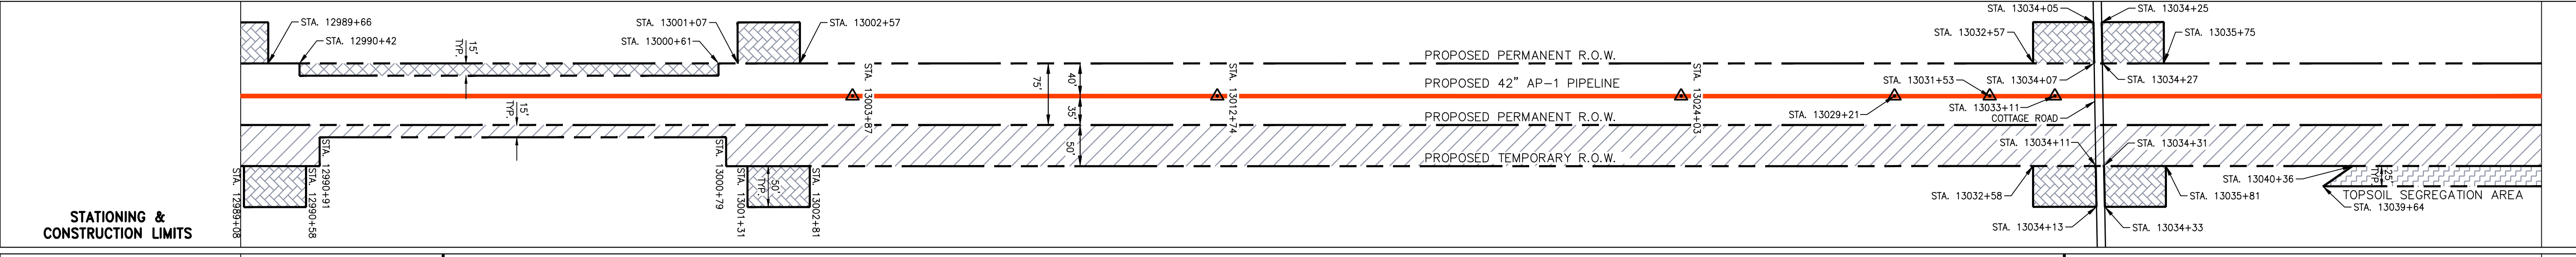 STATIONING &
CONSTRUCTION LIMITS
STA. 12989+66
STA. 12990+42
15'
TYP.
STA. 13001+07
STA. 13000+61
STA. 13002+57
15'
TYP.
STA. 12989+08
STA. 12990+58
STA. 12990+91
STA. 13000+79
STA. 13001+31
50'
TYP.
STA. 13002+81
STA. 13003+87
75'
40'
35'
50'
STA. 13012+74
PROPOSED PERMANENT R.O.W.
PROPOSED 42" AP-1 PIPELINE
PROPOSED PERMANENT R.O.W.
PROPOSED TEMPORARY R.O.W.
STA. 13024+03
STA. 13029+21
STA. 13031+53
STA. 13033+11
COTTAGE ROAD
STA. 13034+05
STA. 13034+25
STA. 13032+57
STA. 13035+75
STA. 13034+07
STA. 13034+27
STA. 13034+11
STA. 13034+31
STA. 13032+58
STA. 13035+81
STA. 13034+13
STA. 13034+33
STA. 13040+36
25'
TYP.
TOPSOIL SEGREGATION AREA
STA. 13039+64